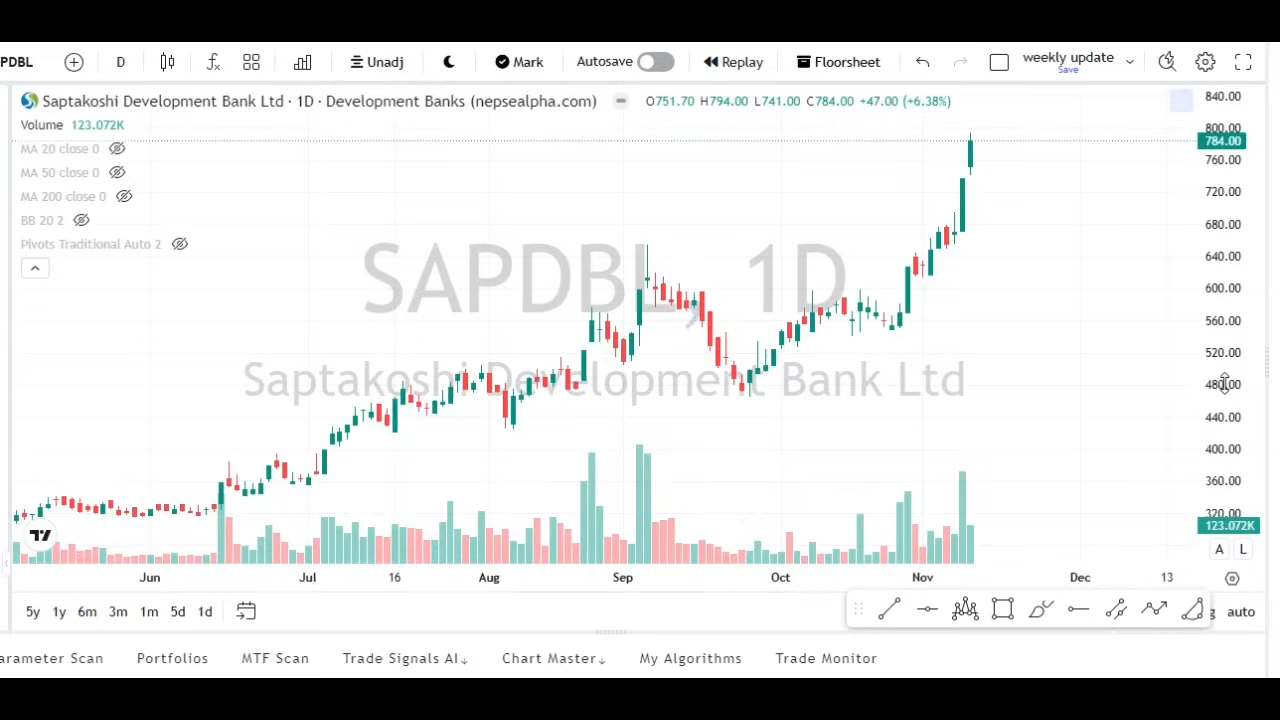 PDBL D Unadj Mark Autosave Replay Floorsheet weekly update
Save
Saptakoshi Development Bank Ltd · 1D · Development Banks (nepsealpha.com) O751.70 H794.00 L741.00 C784.00 +47.00 (+6.38%)
Volume 123.072K
MA 20 close 0
MA 50 close 0
MA 200 close 0
BB 20 2
Pivots Traditional Auto 2
SAPDBL, 1D
Saptakoshi Development Bank Ltd
840.00
800.00
784.00
760.00
720.00
680.00
640.00
600.00
560.00
520.00
480.00
440.00
400.00
360.00
320.00
123.072K
A L
Jun Jul 16 Aug Sep Oct Nov Dec 13
5y 1y 6m 3m 1m 5d 1d g auto
arameter Scan Portfolios MTF Scan Trade Signals AI↓ Chart Master↓ My Algorithms Trade Monitor